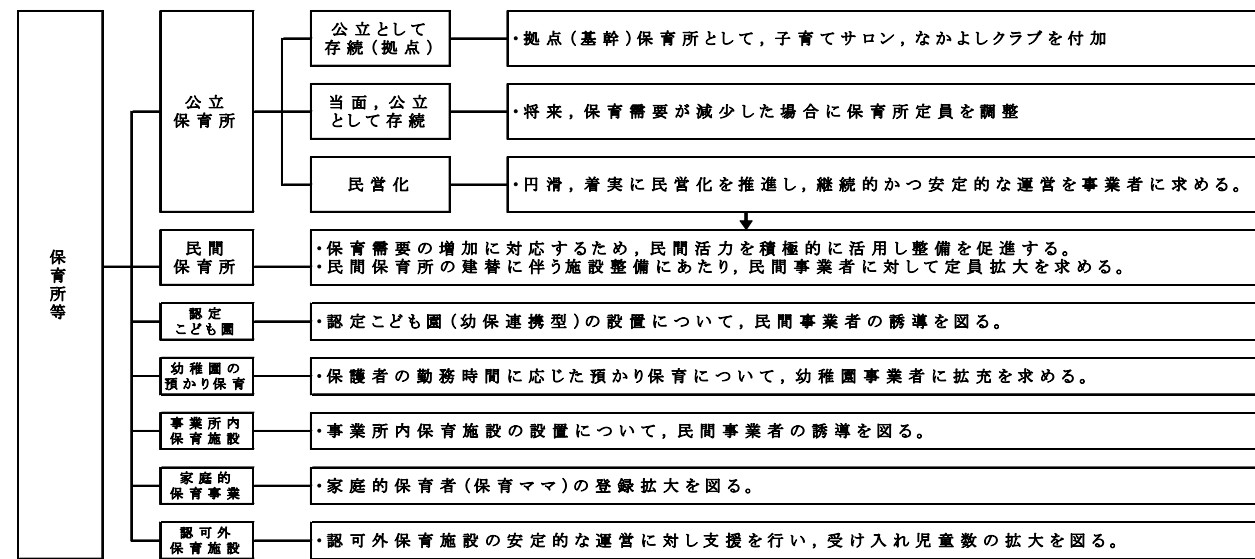 保育所等
公立
保育所
公立として
存続(拠点)
・拠点(基幹)保育所として,子育てサロン,なかよしクラブを付加
当面,公立
として存続
・将来,保育需要が減少した場合に保育所定員を調整
民営化
・円滑,着実に民営化を推進し,継続的かつ安定的な運営を事業者に求める。
民間
保育所
・保育需要の増加に対応するため,民間活力を積極的に活用し整備を促進する。
・民間保育所の建替に伴う施設整備にあたり,民間事業者に対して定員拡大を求める。
認定
こども園
・認定こども園(幼保連携型)の設置について,民間事業者の誘導を図る。
幼稚園の
預かり保育
・保護者の勤務時間に応じた預かり保育について,幼稚園事業者に拡充を求める。
事業所内
保育施設
・事業所内保育施設の設置について,民間事業者の誘導を図る。
家庭的
保育事業
・家庭的保育者(保育ママ)の登録拡大を図る。
認可外
保育施設
・認可外保育施設の安定的な運営に対し支援を行い,受け入れ児童数の拡大を図る。